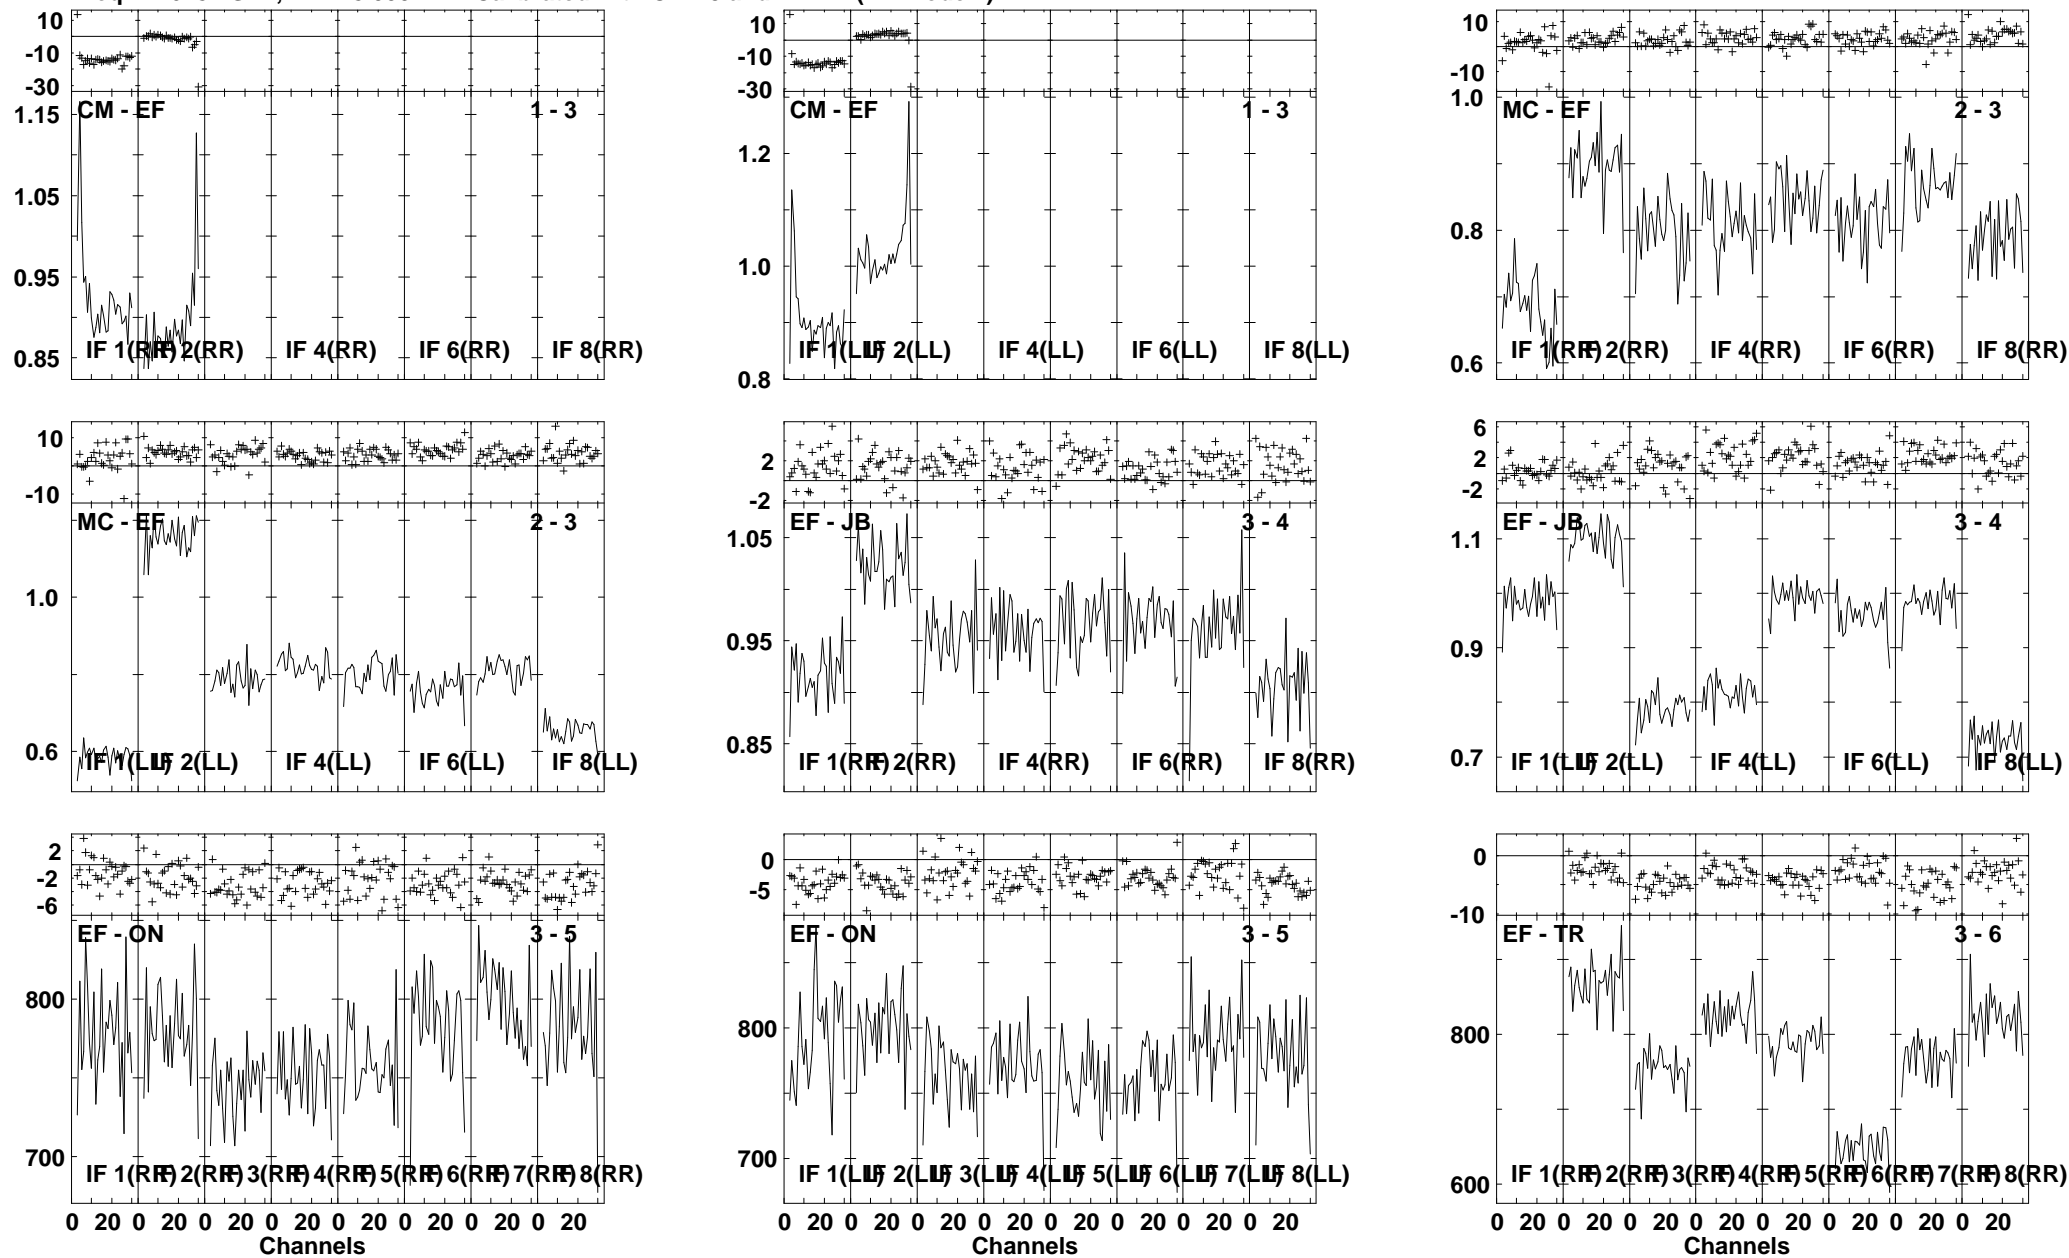 10
-10
-30
CM - EF
1 - 3
1.15
1.05
0.95
0.85
IF 1(RR)
IF 2(RR)
IF 4(RR)
IF 6(RR)
IF 8(RR)
10
-10
-30
CM - EF
1 - 3
1.2
1.0
0.8
IF 1(LL)
IF 2(LL)
IF 4(LL)
IF 6(LL)
IF 8(LL)
10
-10
1.0
MC - EF
2 - 3
0.8
0.6
IF 1(RR)
IF 2(RR)
IF 4(RR)
IF 6(RR)
IF 8(RR)
10
-10
MC - EF
2 - 3
1.0
0.6
IF 1(LL)
IF 2(LL)
IF 4(LL)
IF 6(LL)
IF 8(LL)
2
-2
EF - JB
3 - 4
1.05
0.95
0.85
IF 1(RR)
IF 2(RR)
IF 4(RR)
IF 6(RR)
IF 8(RR)
6
2
-2
EF - JB
3 - 4
1.1
0.9
0.7
IF 1(LL)
IF 2(LL)
IF 4(LL)
IF 6(LL)
IF 8(LL)
2
-2
-6
EF - ON
3 - 5
800
700
IF 1(RR)
IF 2(RR)
IF 3(RR)
IF 4(RR)
IF 5(RR)
IF 6(RR)
IF 7(RR)
IF 8(RR)
0 20 0 20 0 20 0 20 0 20 0 20 0 20 0 20
Channels
0
-5
EF - ON
3 - 5
800
700
IF 1(LL)
IF 2(LL)
IF 3(LL)
IF 4(LL)
IF 5(LL)
IF 6(LL)
IF 7(LL)
IF 8(LL)
0 20 0 20 0 20 0 20 0 20 0 20 0 20 0 20
Channels
0
-10
EF - TR
3 - 6
800
600
IF 1(RR)
IF 2(RR)
IF 3(RR)
IF 4(RR)
IF 5(RR)
IF 6(RR)
IF 7(RR)
IF 8(RR)
0 20 0 20 0 20 0 20 0 20 0 20 0 20 0 20
Channels